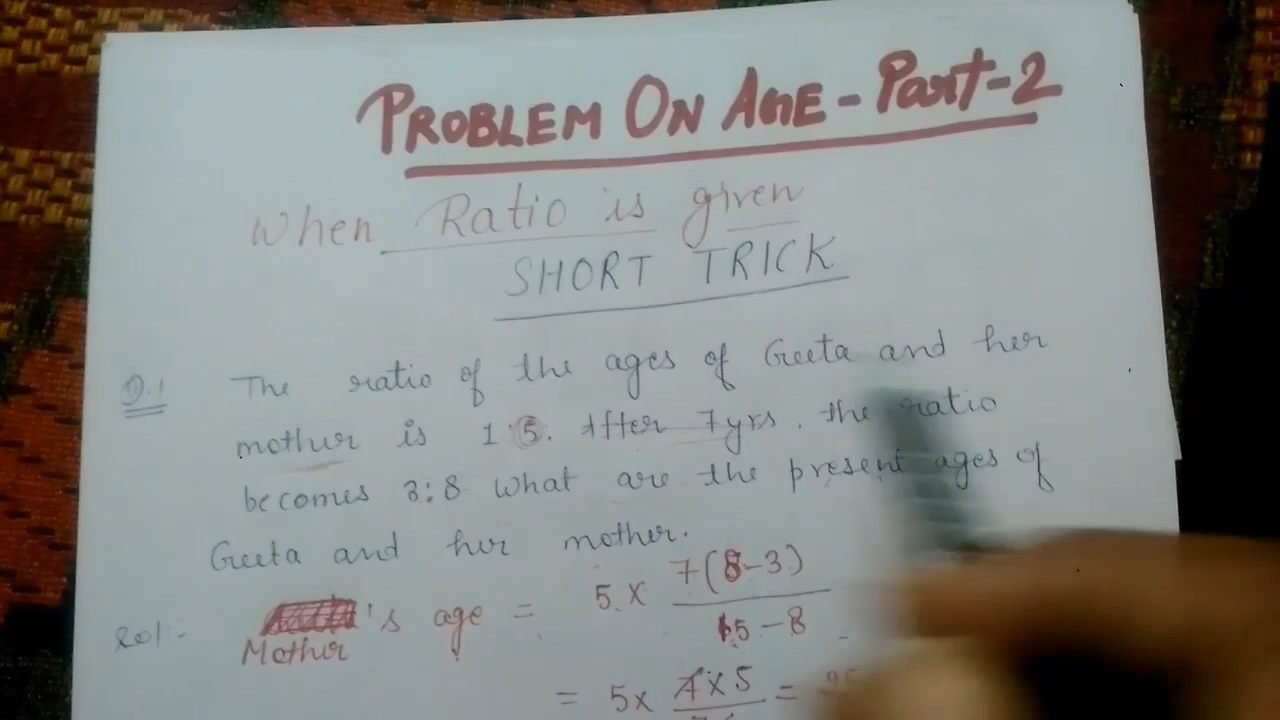 PROBLEM ON AGE - Part-2
When Ratio is given
SHORT TRICK
Q.1 The ratio of the ages of Geeta and her
mother is 1:5. After 7yrs. the ratio
becomes 3:8 what are the present ages of
Geeta and her mother.
Sol:- Mother's age = 5 x 7(8-3)
15-8
= 5x 7x5 =